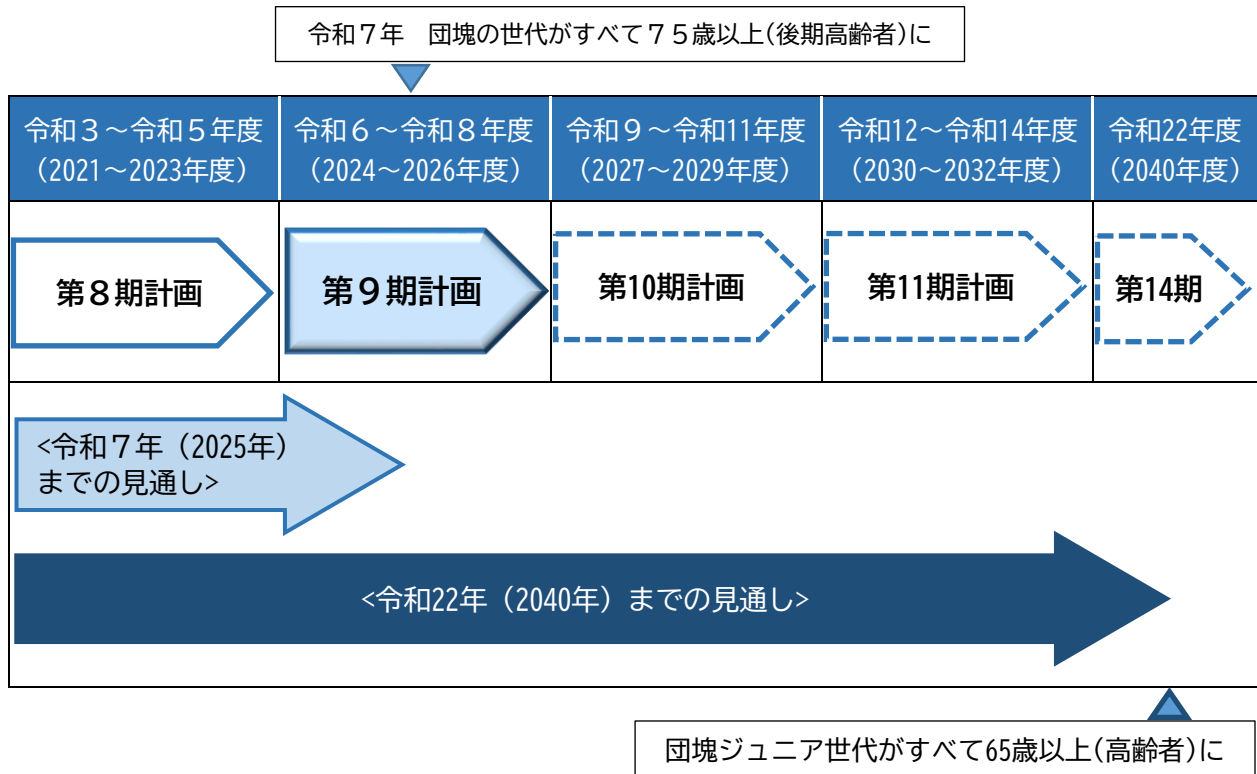 令和７年　団塊の世代がすべて７５歳以上(後期高齢者)に
令和３～令和５年度
（2021～2023年度）
令和６～令和８年度
（2024～2026年度）
令和９～令和11年度
（2027～2029年度）
令和12～令和14年度
（2030～2032年度）
令和22年度
（2040年度）
第８期計画
第９期計画
第10期計画
第11期計画
第14期
<令和７年（2025年）
までの見通し>
<令和22年（2040年）までの見通し>
団塊ジュニア世代がすべて65歳以上(高齢者)に